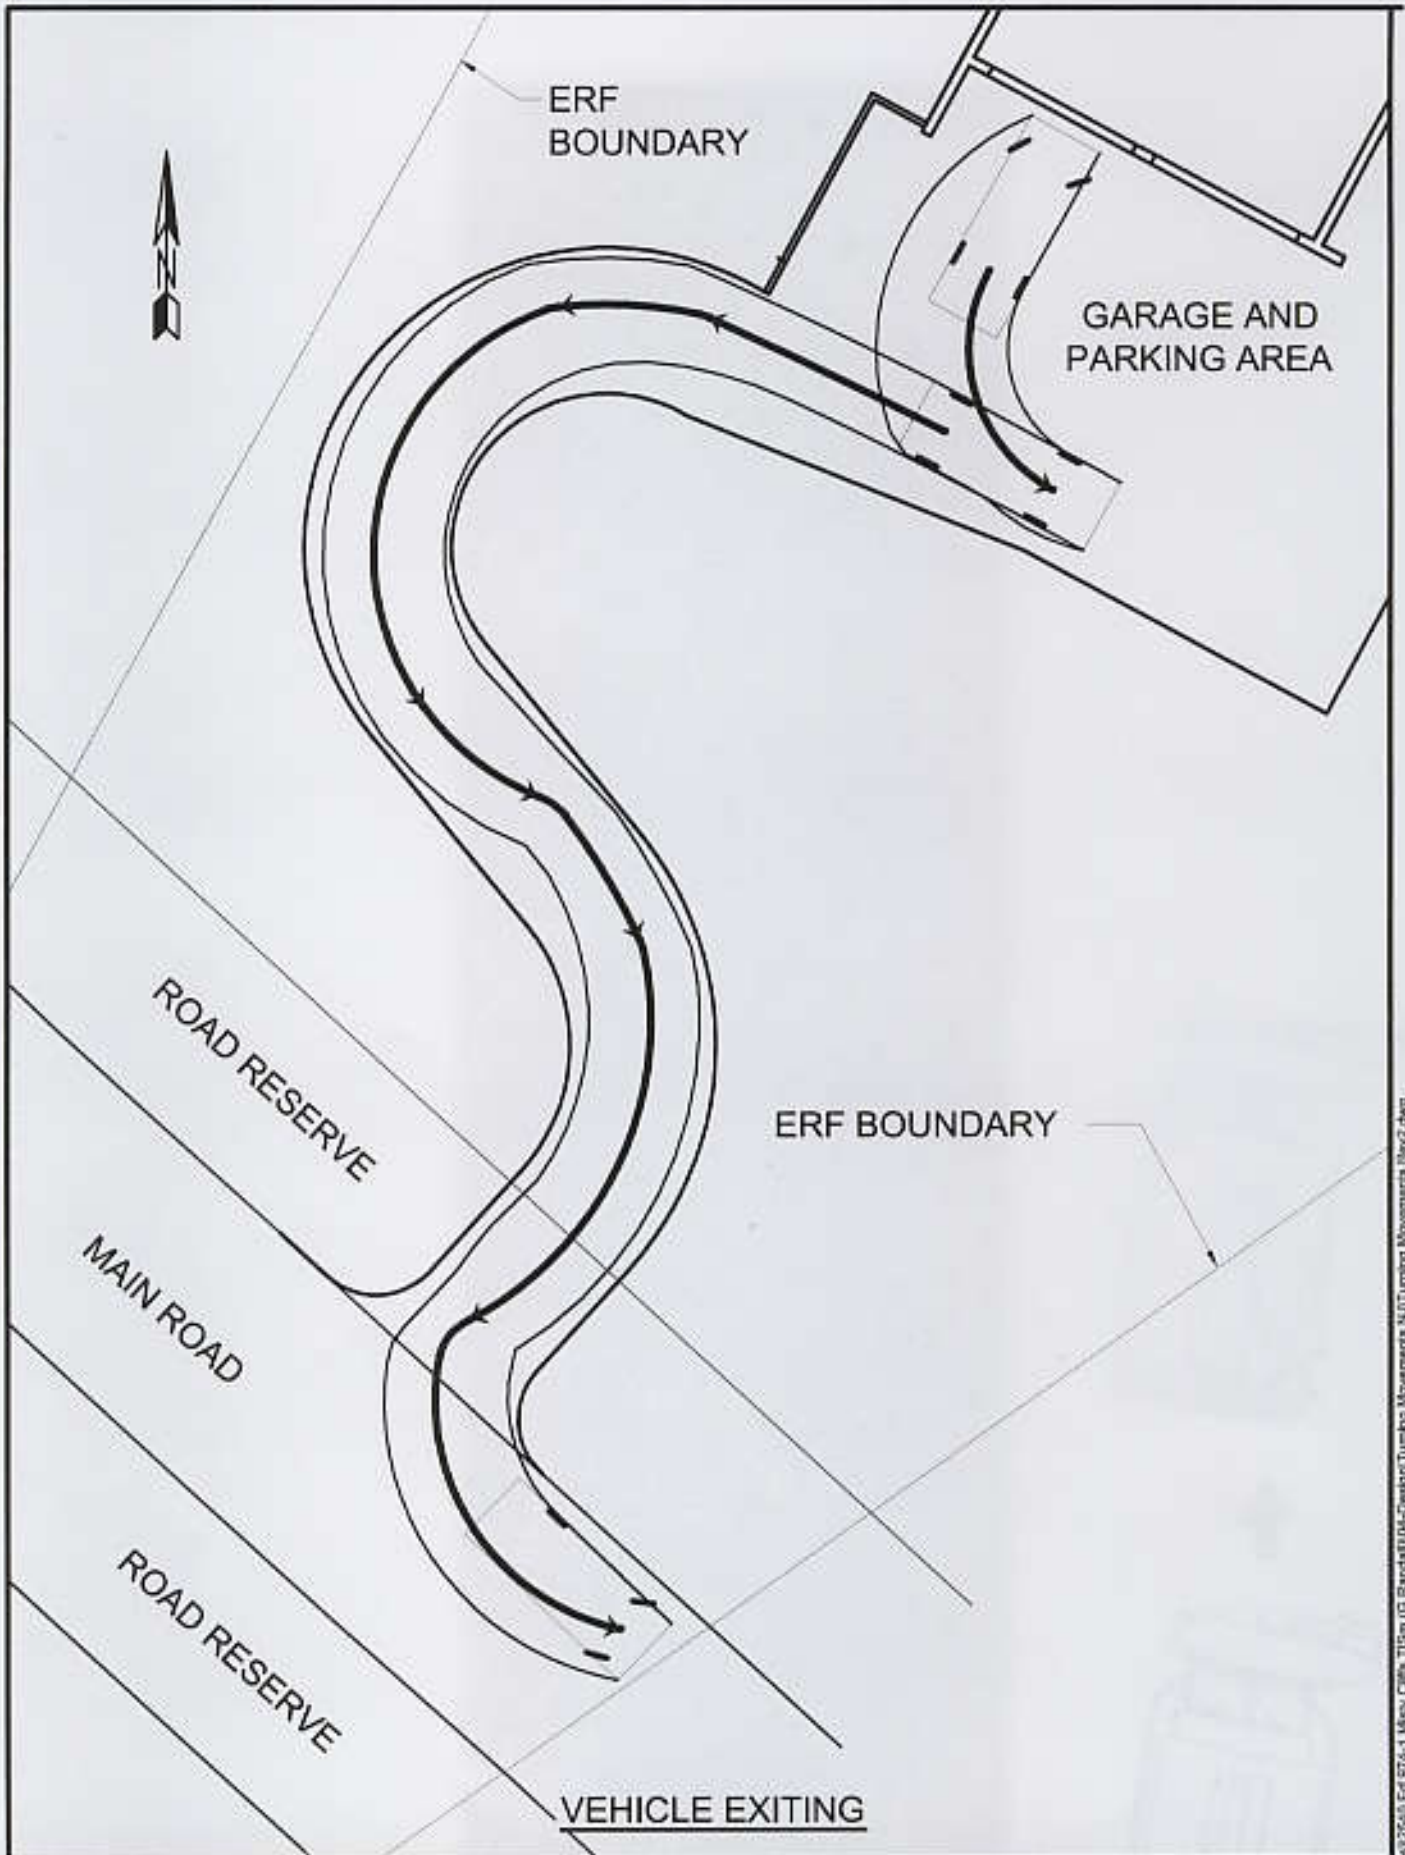 ERF
BOUNDARY
N
GARAGE AND
PARKING AREA
ROAD RESERVE
ERF BOUNDARY
MAIN ROAD
ROAD RESERVE
VEHICLE EXITING